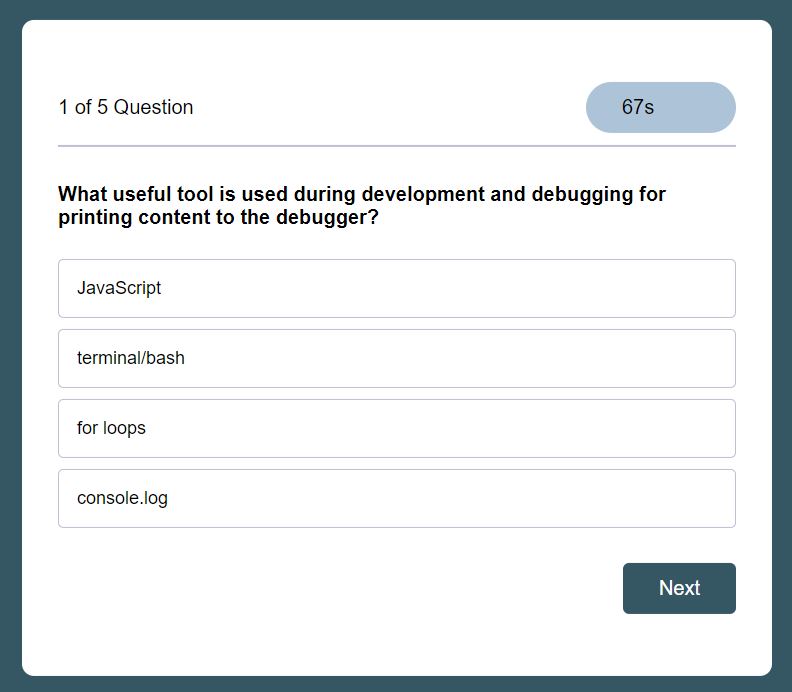 1 of 5 Question
67s
What useful tool is used during development and debugging for
printing content to the debugger?
JavaScript
terminal/bash
for loops
console.log
Next